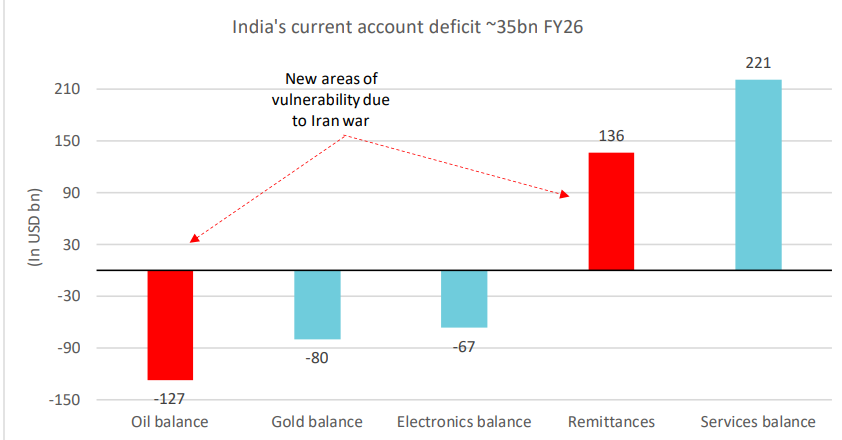 India's current account deficit ~35bn FY26
New areas of
vulnerability due
to Iran war
(In USD bn)
210
150
90
30
-30
-90
-150
-127
-80
-67
136
221
Oil balance
Gold balance
Electronics balance
Remittances
Services balance